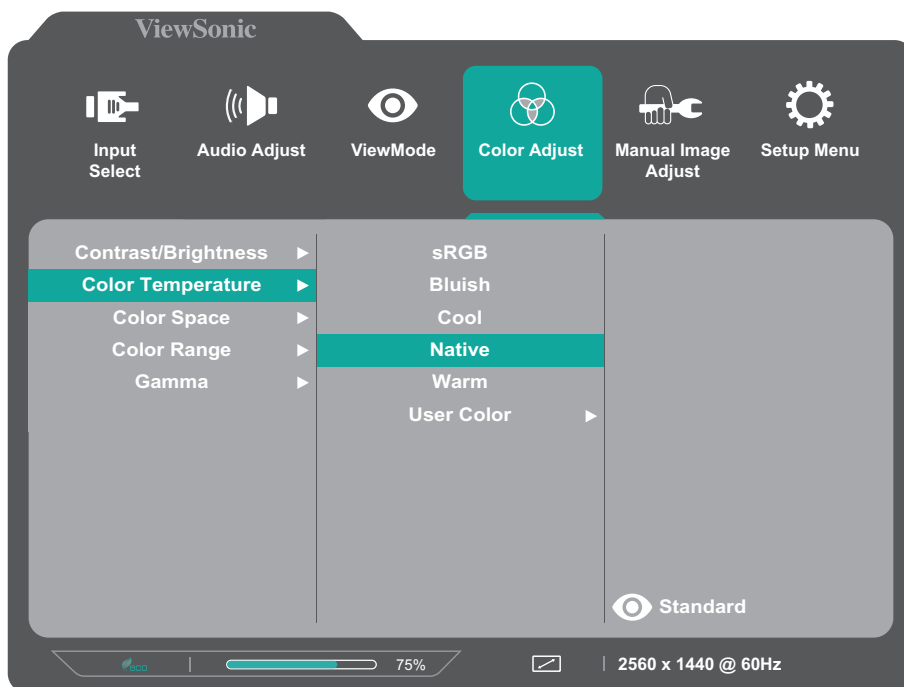 ViewSonic
Input
Select
Audio Adjust
ViewMode
Color Adjust
Manual Image
Adjust
Setup Menu
Contrast/Brightness
Color Temperature
Color Space
Color Range
Gamma
sRGB
Bluish
Cool
Native
Warm
User Color
Standard
eco
75%
2560 x 1440 @ 60Hz